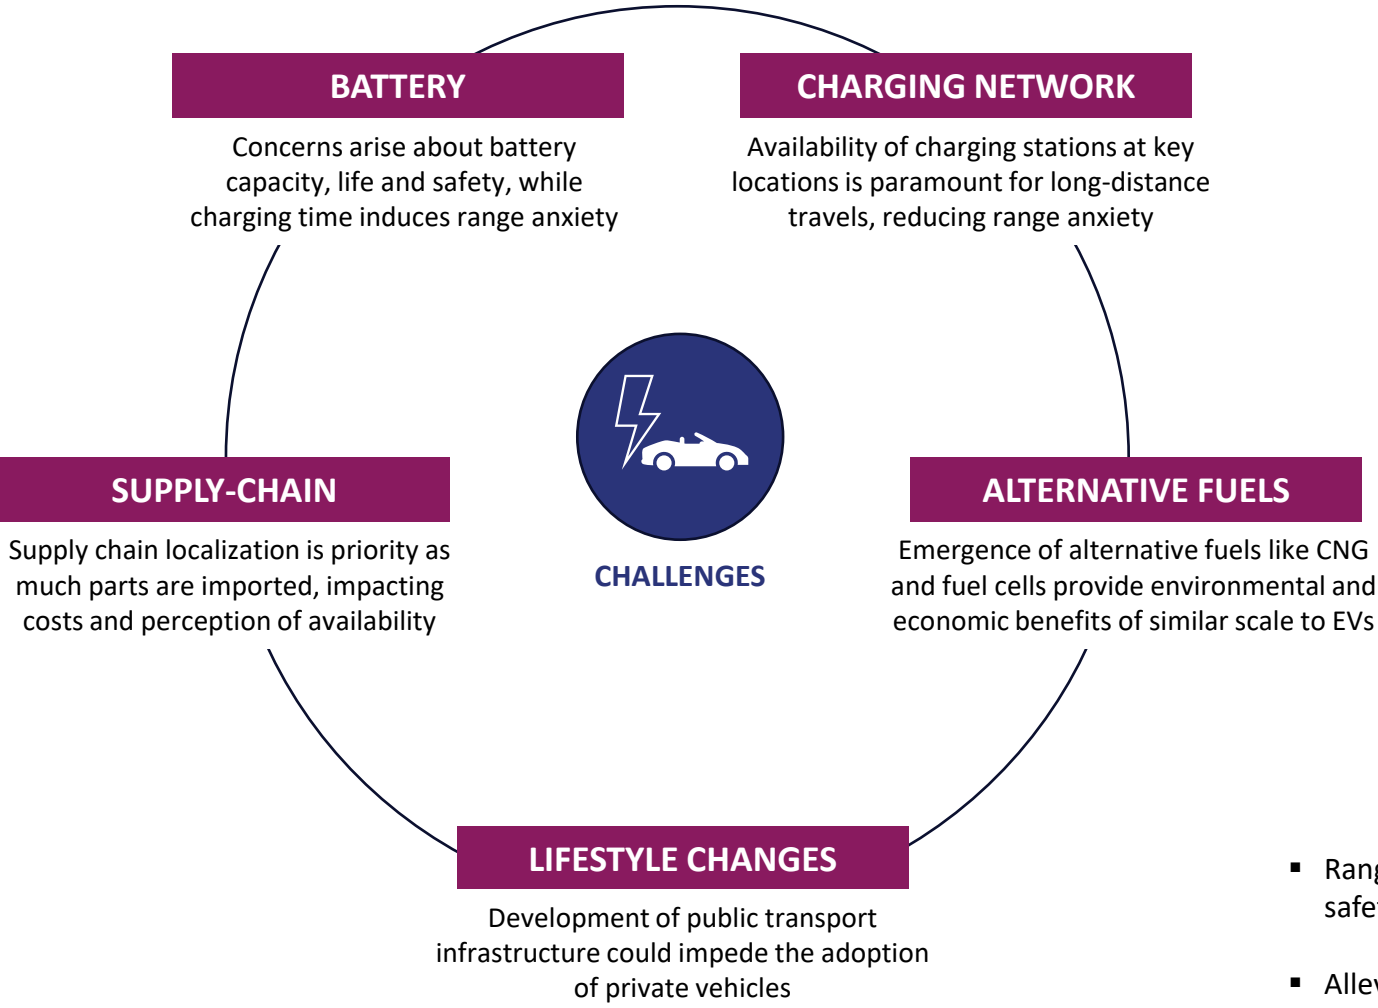 BATTERY
Concerns arise about battery
capacity, life and safety, while
charging time induces range anxiety
CHARGING NETWORK
Availability of charging stations at key
locations is paramount for long-distance
travels, reducing range anxiety
SUPPLY-CHAIN
Supply chain localization is priority as
much parts are imported, impacting
costs and perception of availability
CHALLENGES
ALTERNATIVE FUELS
Emergence of alternative fuels like CNG
and fuel cells provide environmental and
economic benefits of similar scale to EVs
LIFESTYLE CHANGES
Development of public transport
infrastructure could impede the adoption
of private vehicles